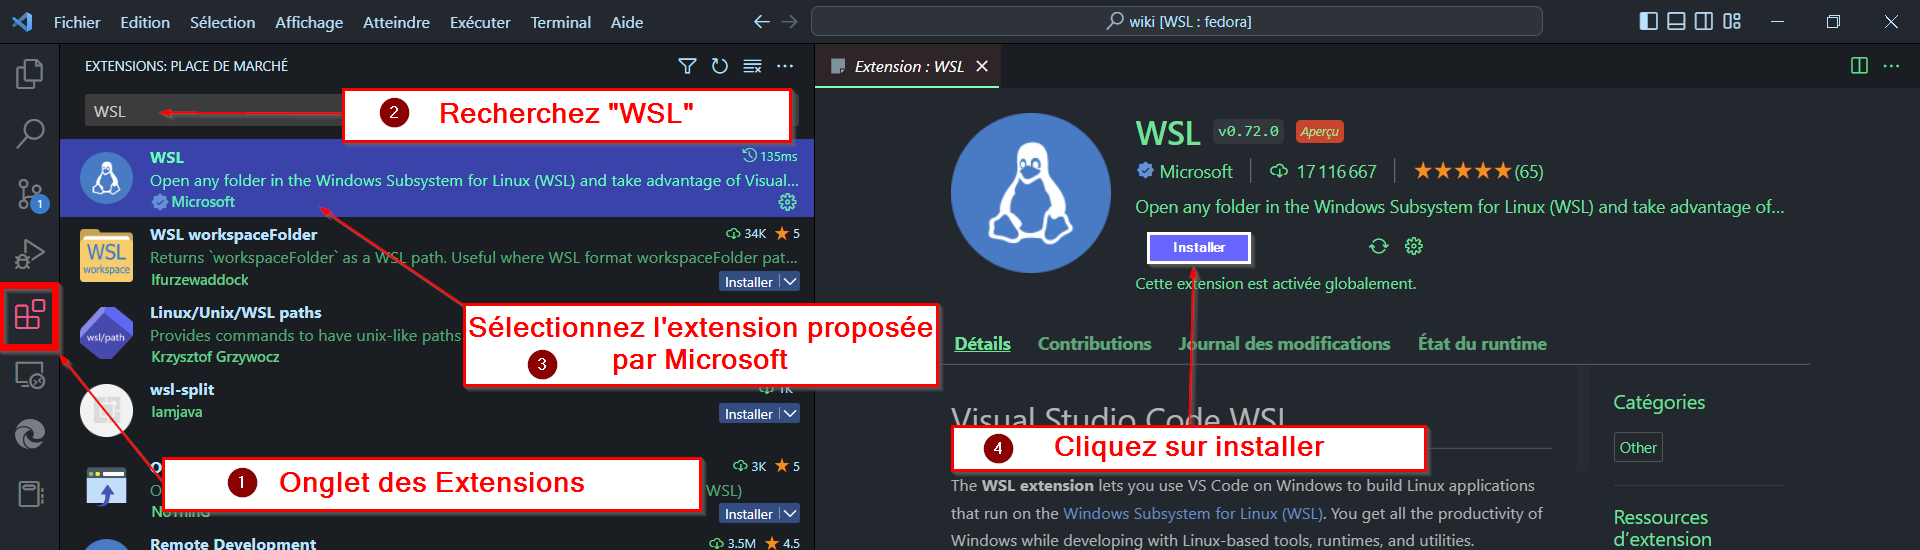 Fichier Edition Sélection Affichage Atteindre Exécuter Terminal Aide
wiki [WSL : fedora]
EXTENSIONS: PLACE DE MARCHÉ
WSL
2 Recherchez "WSL"
WSL 135ms
Open any folder in the Windows Subsystem for Linux (WSL) and take advantage of Visual...
Microsoft
WSL workspace
WSL workspaceFolder 34K 5
Returns `workspaceFolder` as a WSL path. Useful where WSL format workspaceFolder pat...
lfurzewaddock Installer
wsl/path
Linux/Unix/WSL paths
Provides commands to have unix-like paths
Krzysztof Grzywocz
Sélectionnez l'extension proposée
3 par Microsoft
wsl-split 1K
lamjava Installer
1
3K 5
1 Onglet des Extensions
WSL)
Installer
Remote Development 3.5M 4.5
Extension : WSL
WSL v0.72.0 Aperçu
Microsoft 17 116 667 (65)
Open any folder in the Windows Subsystem for Linux (WSL) and take advantage of...
Installer
Cette extension est activée globalement.
Détails Contributions Journal des modifications État du runtime
Visual Studio Code WSL
4 Cliquez sur installer
The WSL extension lets you use VS Code on Windows to build Linux applications
that run on the Windows Subsystem for Linux (WSL). You get all the productivity of
Windows while developing with Linux-based tools, runtimes, and utilities.
Catégories
Other
Ressources
d'extension